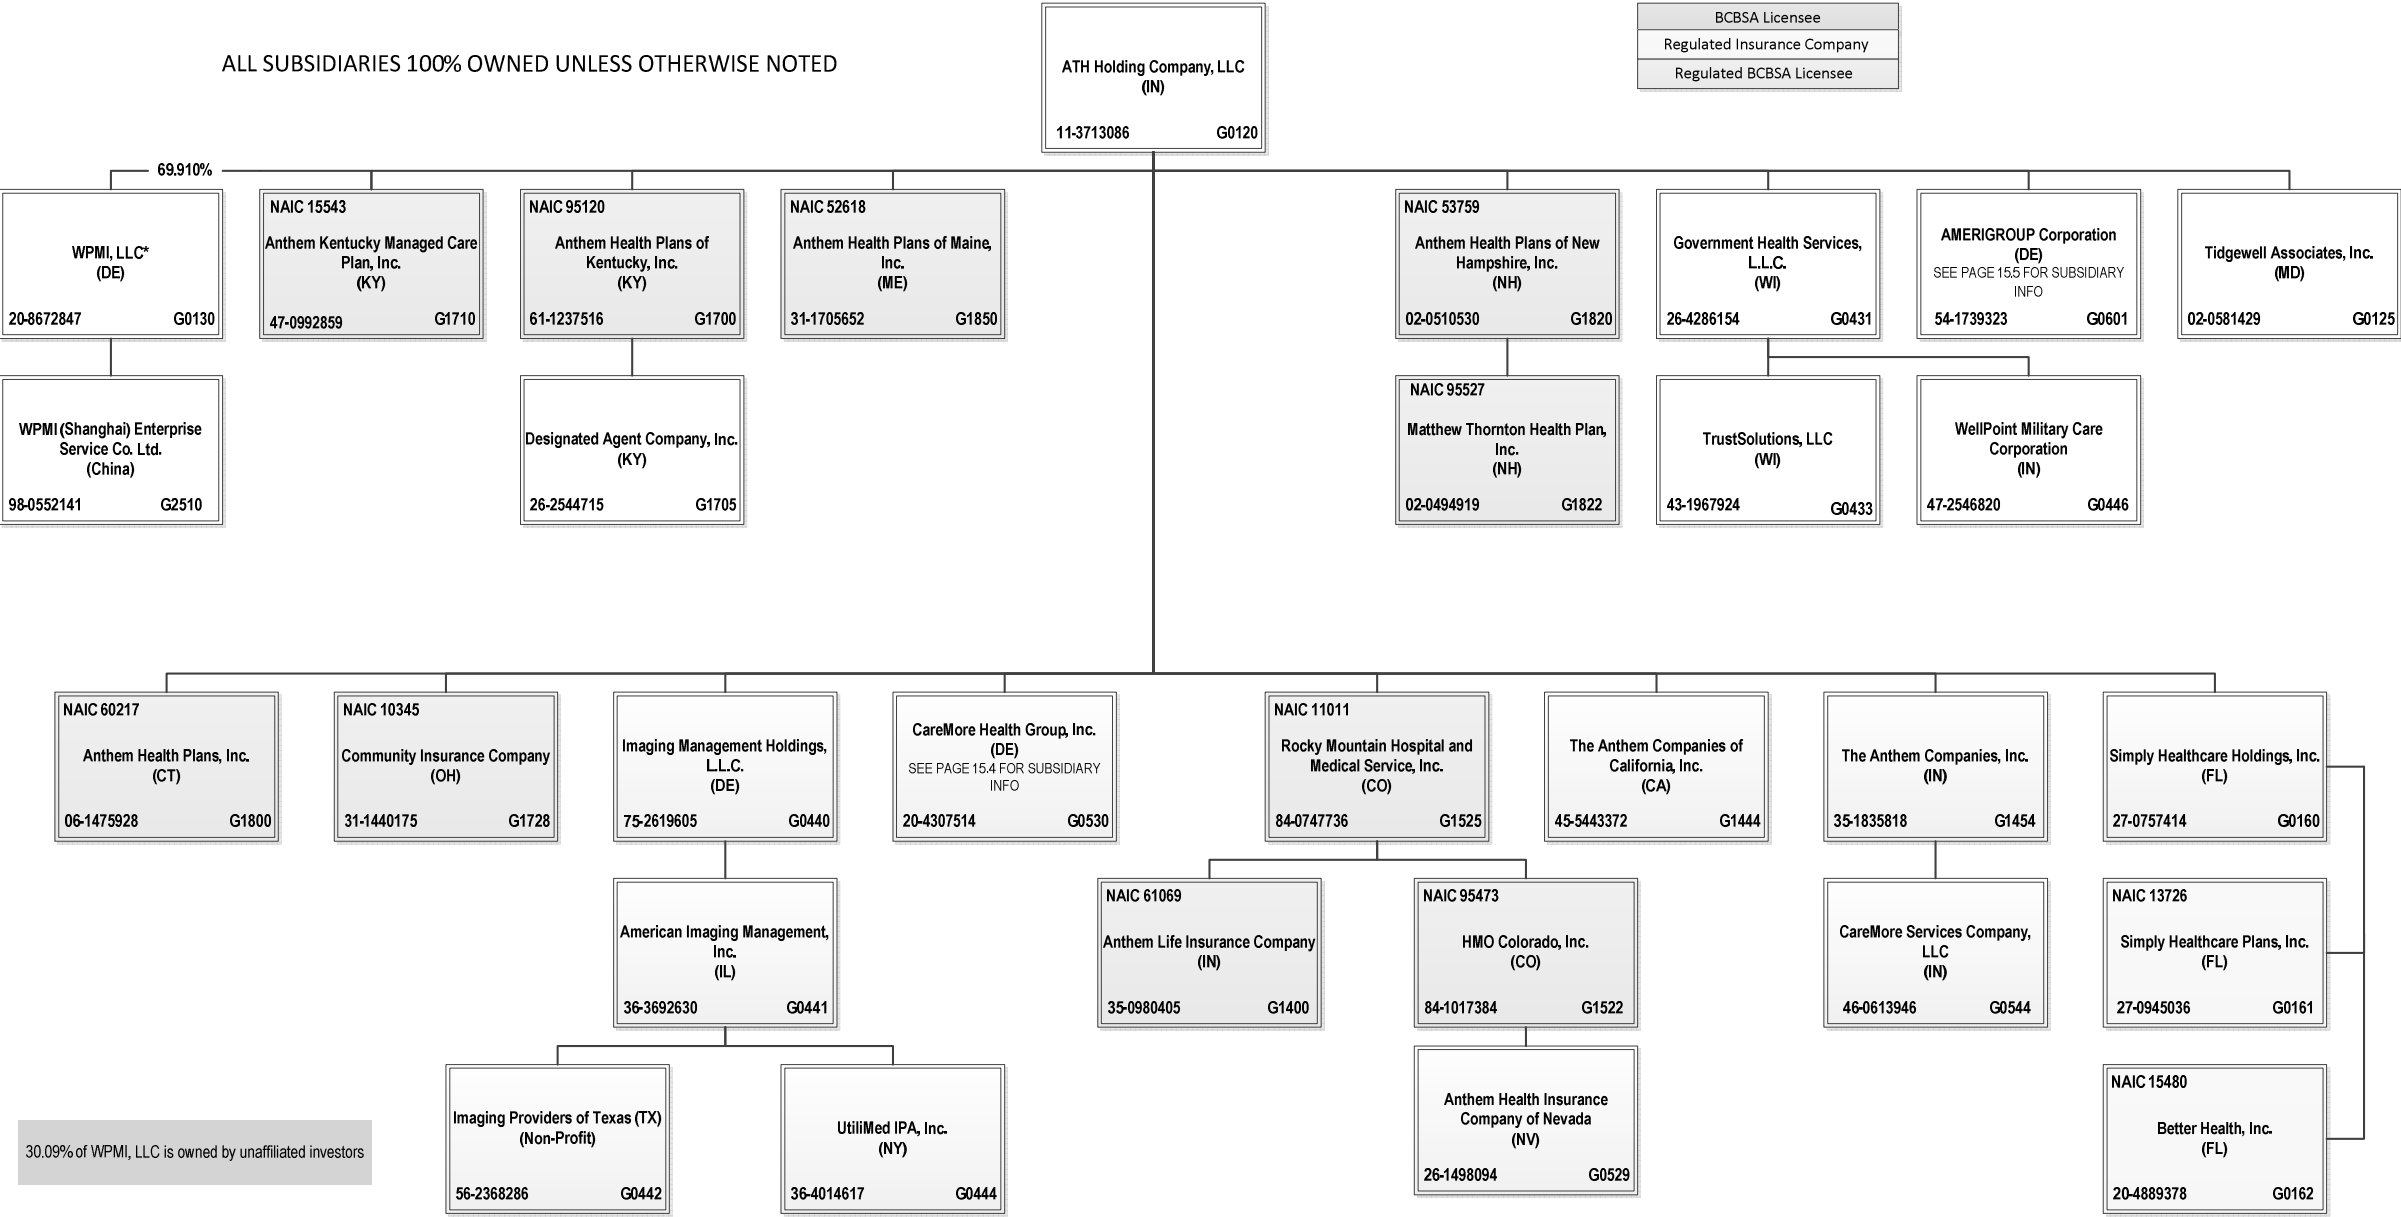 BCBSA Licensee
Regulated Insurance Company
Regulated BCBSA Licensee
ALL SUBSIDIARIES 100% OWNED UNLESS OTHERWISE NOTED
ATH Holding Company, LLC
(IN)
11-3713086 G0120
69.910%
WPMI, LLC*
(DE)
20-8672847 G0130
NAIC 15543
Anthem Kentucky Managed Care
Plan, Inc.
(KY)
47-0992859 G1710
NAIC 95120
Anthem Health Plans of
Kentucky, Inc.
(KY)
61-1237516 G1700
NAIC 52618
Anthem Health Plans of Maine,
Inc.
(ME)
31-1705652 G1850
NAIC 53759
Anthem Health Plans of New
Hampshire, Inc.
(NH)
02-0510530 G1820
Government Health Services,
L.L.C.
(WI)
26-4286154 G0431
AMERIGROUP Corporation
(DE)
SEE PAGE 15.5 FOR SUBSIDIARY
INFO
54-1739323 G0601
Tidgewell Associates, Inc.
(MD)
02-0581429 G0125
WPMI (Shanghai) Enterprise
Service Co. Ltd.
(China)
98-0552141 G2510
Designated Agent Company, Inc.
(KY)
26-2544715 G1705
NAIC 95527
Matthew Thornton Health Plan,
Inc.
(NH)
02-0494919 G1822
TrustSolutions, LLC
(WI)
43-1967924 G0433
WellPoint Military Care
Corporation
(IN)
47-2546820 G0446
NAIC 60217
Anthem Health Plans, Inc.
(CT)
06-1475928 G1800
NAIC 10345
Community Insurance Company
(OH)
31-1440175 G1728
Imaging Management Holdings,
L.L.C.
(DE)
75-2619605 G0440
CareMore Health Group, Inc.
(DE)
SEE PAGE 15.4 FOR SUBSIDIARY
INFO
20-4307514 G0530
NAIC 11011
Rocky Mountain Hospital and
Medical Service, Inc.
(CO)
84-0747736 G1525
The Anthem Companies of
California, Inc.
(CA)
45-5443372 G1444
The Anthem Companies, Inc.
(IN)
35-1835818 G1454
Simply Healthcare Holdings, Inc.
(FL)
27-0757414 G0160
American Imaging Management,
Inc.
(IL)
36-3692630 G0441
NAIC 61069
Anthem Life Insurance Company
(IN)
35-0980405 G1400
NAIC 95473
HMO Colorado, Inc.
(CO)
84-1017384 G1522
CareMore Services Company,
LLC
(IN)
46-0613946 G0544
NAIC 13726
Simply Healthcare Plans, Inc.
(FL)
27-0945036 G0161
Imaging Providers of Texas (TX)
(Non-Profit)
56-2368286 G0442
UtiliMed IPA, Inc.
(NY)
36-4014617 G0444
Anthem Health Insurance
Company of Nevada
(NV)
26-1498094 G0529
NAIC 15480
Better Health, Inc.
(FL)
20-4889378 G0162
30.09% of WPMI, LLC is owned by unaffiliated investors